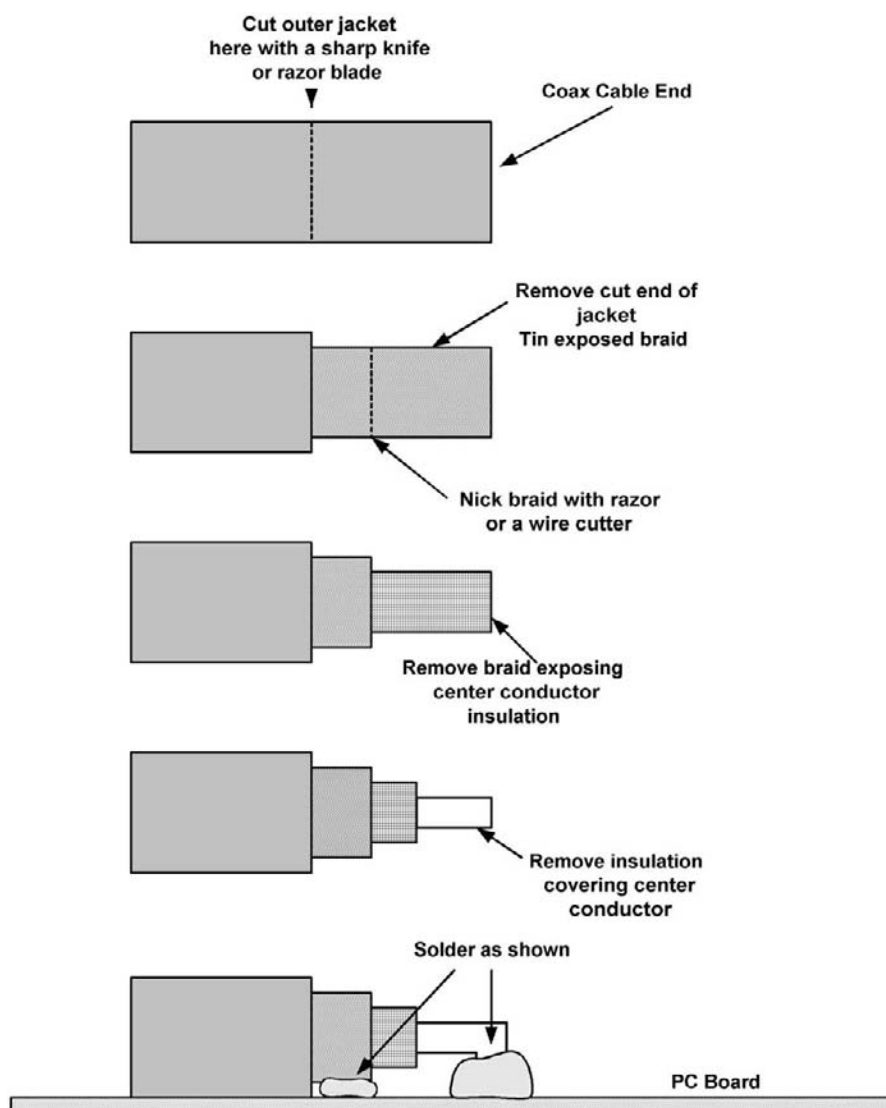 Cut outer jacket
here with a sharp knife
or razor blade
Coax Cable End
Remove cut end of
jacket
Tin exposed braid
Nick braid with razor
or a wire cutter
Remove braid exposing
center conductor
insulation
Remove insulation
covering center
conductor
Solder as shown
PC Board